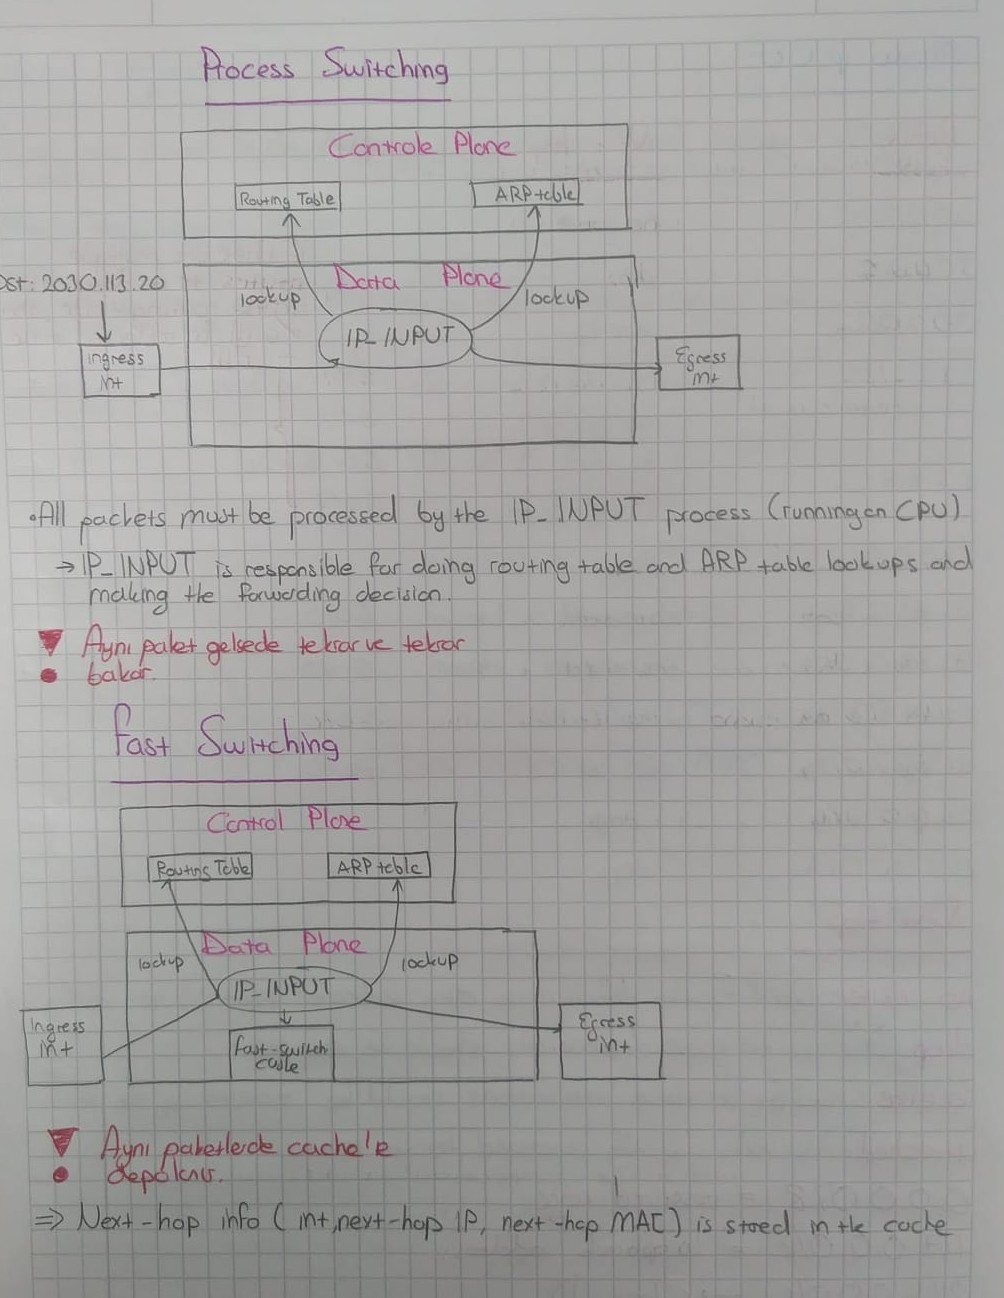 Process Switching
Controle Plane
Routing Table
ARP table
Dst: 2030.113.20
Data Plane
lookup
lookup
IP_INPUT
ingress
int
Egress
int
•All packets must be processed by the IP_INPUT process (running on CPU)
→ IP_INPUT is responsible for doing routing table and ARP table lookups and
making the forwording decision.
Aynı paket gelsede tekrar ve tekrar
bakar.
Fast Switching
Control Plane
Routing Table
ARP table
Data Plane
lookup
lookup
IP_INPUT
Ingress
int
fast-switch
Egress
int
Aynı paketlerde cache'le
depolanır.
⇒ Next-hop info (int, next-hop IP, next-hop MAC) is stored in the cache